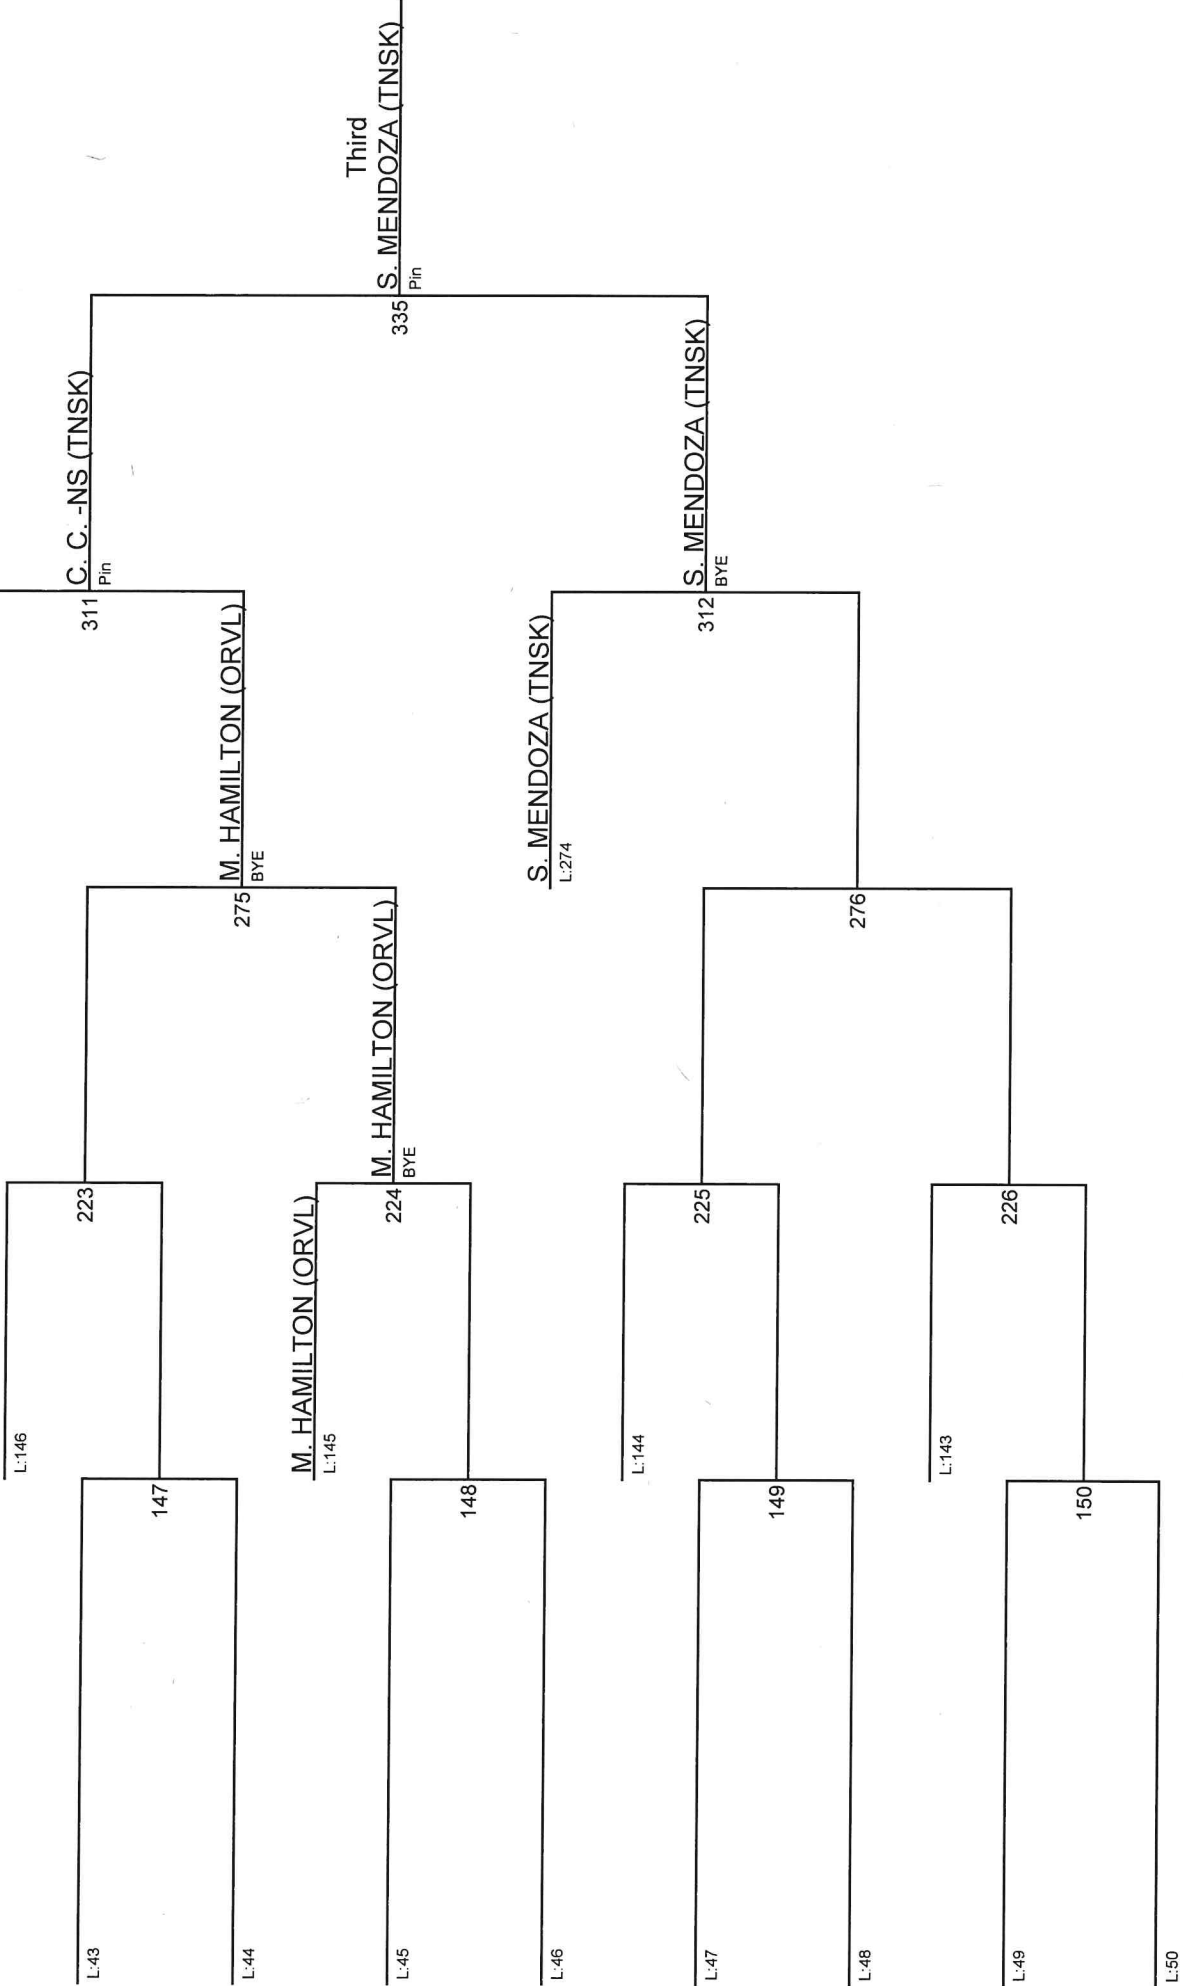 L:43
L:44
L:45
L:46
L:47
L:48
L:49
L:50
L:146
147
M. HAMILTON (ORVL)
L:145
148
L:144
149
L:143
150
223
M. HAMILTON (ORVL)
224
BYE
225
226
M. HAMILTON (ORVL)
275
BYE
S. MENDOZA (TNSK)
L:274
276
C. C. -NS (TNSK)
311
Pin
S. MENDOZA (TNSK)
312
BYE
Third
S. MENDOZA (TNSK)
335
Pin